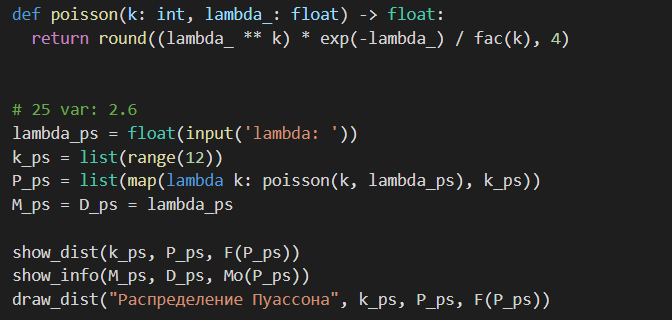 def poisson(k: int, lambda_: float) -> float:
  return round((lambda_ ** k) * exp(-lambda_) / fac(k), 4)
# 25 var: 2.6
lambda_ps = float(input('lambda: '))
k_ps = list(range(12))
P_ps = list(map(lambda k: poisson(k, lambda_ps), k_ps))
M_ps = D_ps = lambda_ps
show_dist(k_ps, P_ps, F(P_ps))
show_info(M_ps, D_ps, Mo(P_ps))
draw_dist("Распределение Пуассона", k_ps, P_ps, F(P_ps))